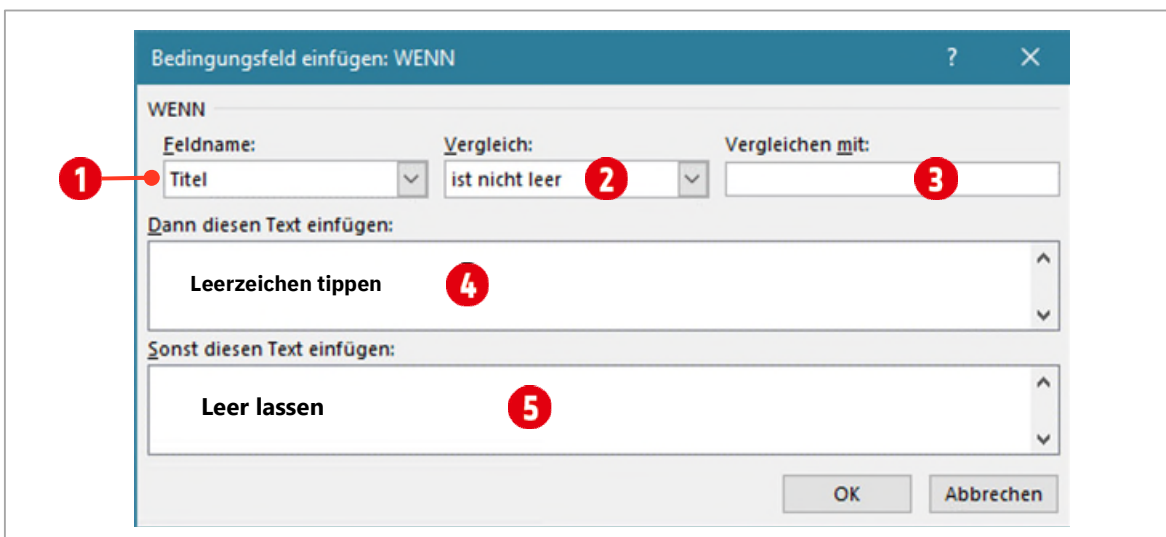 Bedingungsfeld einfügen: WENN ?
WENN
Feldname: Vergleich: Vergleichen mit:
1 Titel ist nicht leer 2 3
Dann diesen Text einfügen:
Leerzeichen tippen 4
Sonst diesen Text einfügen:
Leer lassen 5
OK Abbrechen